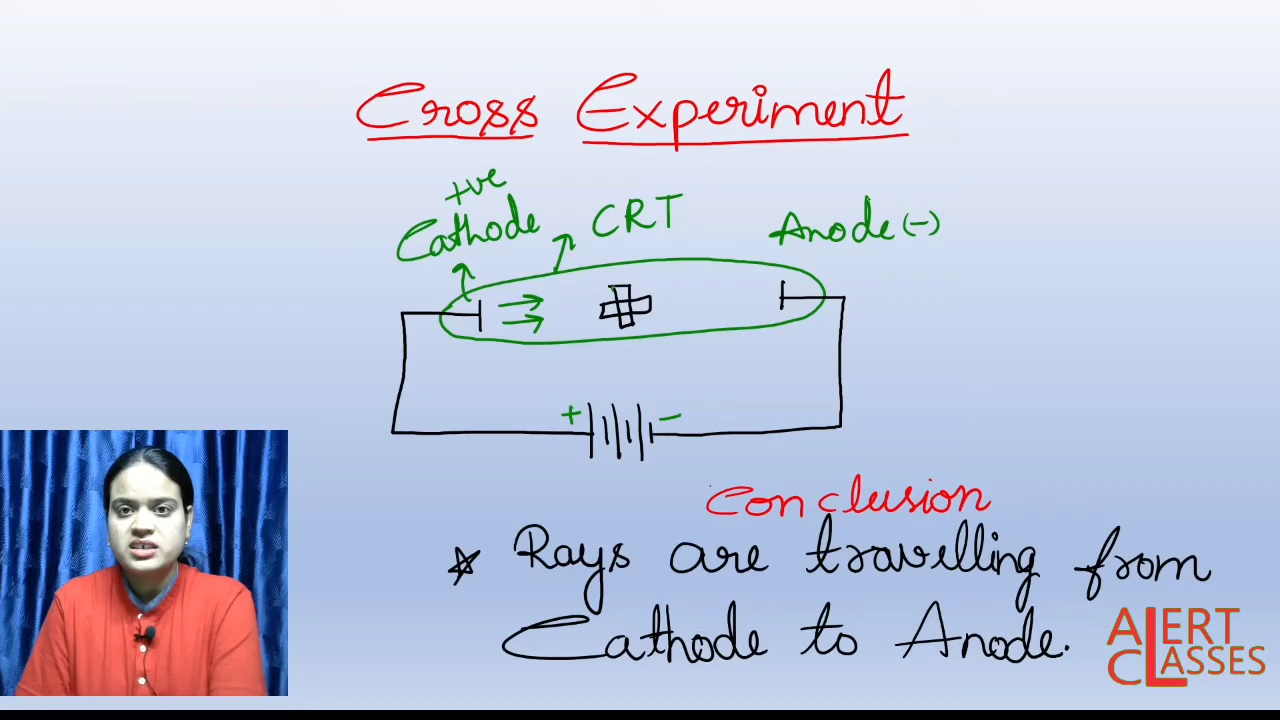 Cross Experiment
+ve
Cathode
CRT
Anode (-)
+ -
Conclusion
* Rays are travelling from
Cathode to Anode.
ALERT
CLASSES